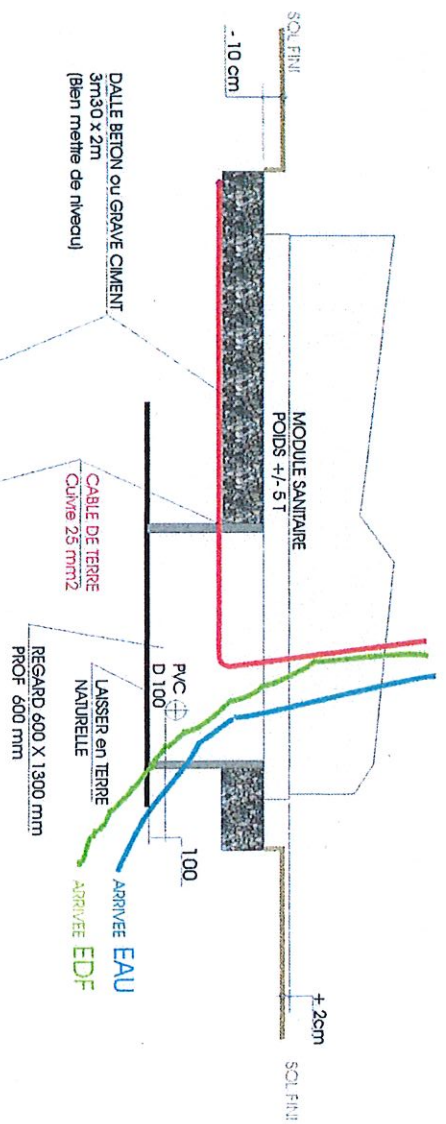 SOL FINI
- 10 cm
DALLE BETON ou GRAVE CIMENT
3m30 x 2m
(Bien mettre de niveau)
MODULE SANITAIRE
POIDS +/- 5 T
CABLE DE TERRE
Cuivre 25 mm2
REGARD 600 X 1300 mm
PROF 600 mm
LAISSER en TERRE
NATURELLE
PVC
D 100
100
ARRIVEE EAU
ARRIVEE EDF
± 2cm
SOL FINI